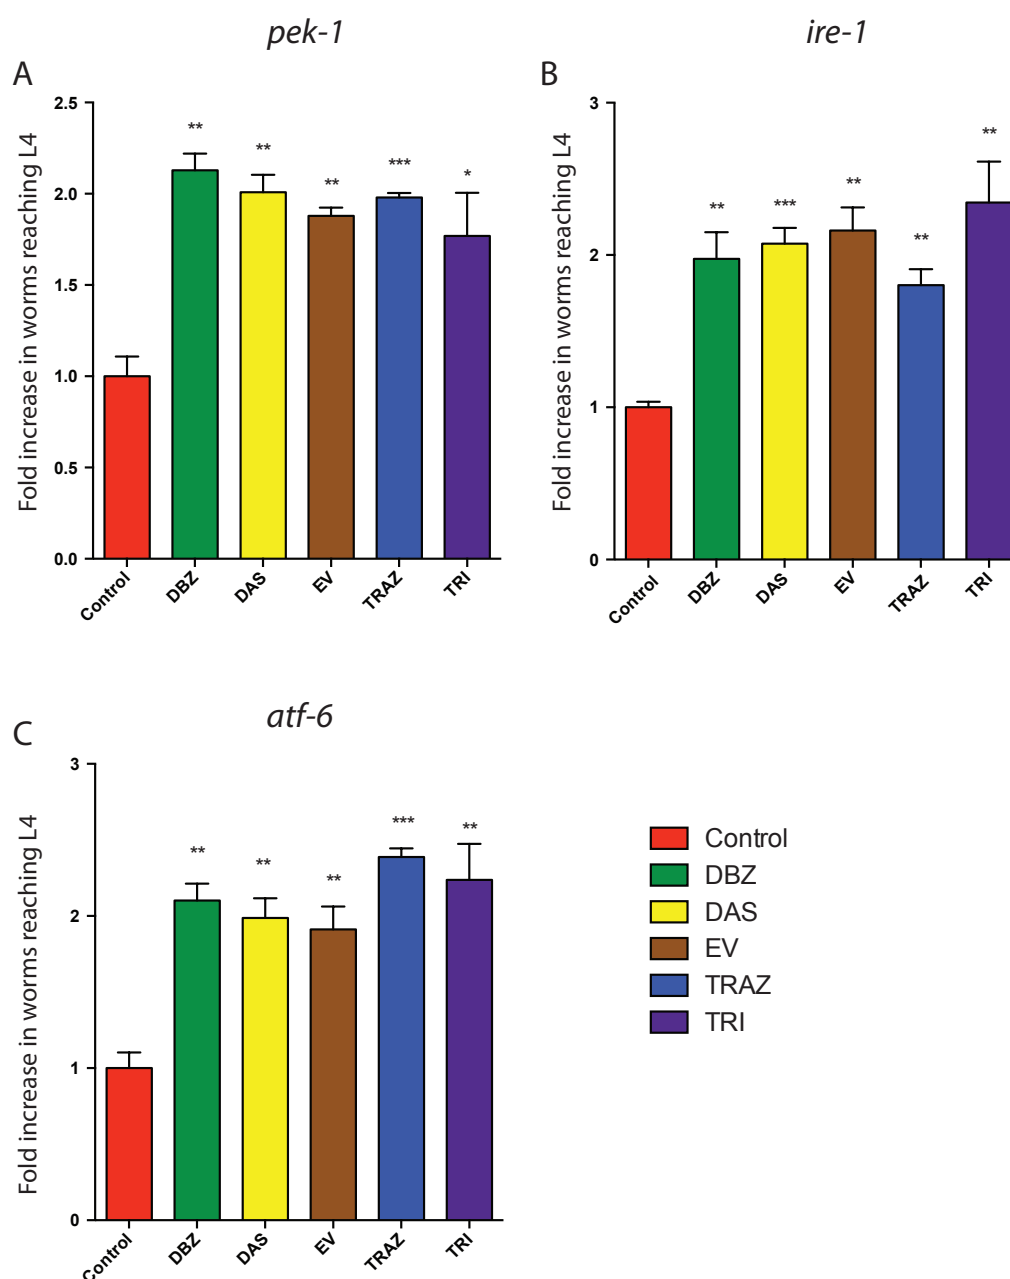 pek-1
A
Fold increase in worms reaching L4
2.5
2.0
1.5
1.0
0.5
0.0
**
**
**
***
*
Control
DBZ
DAS
EV
TRAZ
TRI
ire-1
B
Fold increase in worms reaching L4
3
2
1
0
**
***
**
**
**
Control
DBZ
DAS
EV
TRAZ
TRI
atf-6
C
Fold increase in worms reaching L4
3
2
1
0
**
**
**
***
**
Control
DBZ
DAS
EV
TRAZ
TRI
Control
DBZ
DAS
EV
TRAZ
TRI